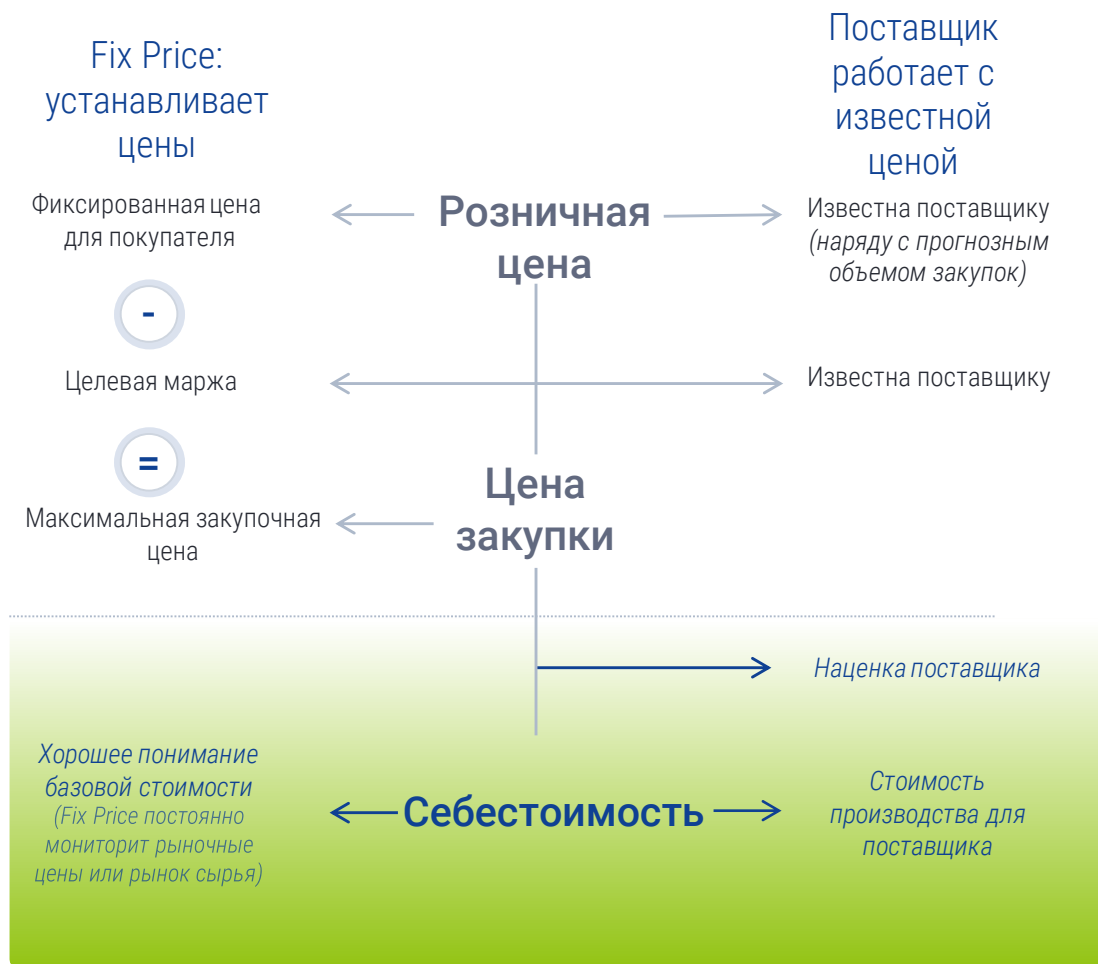 Fix Price:
устанавливает
цены
Поставщик
работает с
известной
ценой
Фиксированная цена
для покупателя
Розничная
цена
Известна поставщику
(наряду с прогнозным
объемом закупок)
-
Целевая маржа
Известна поставщику
=
Максимальная закупочная
цена
Цена
закупки
Наценка поставщика
Хорошее понимание
базовой стоимости
(Fix Price постоянно
мониторит рыночные
цены или рынок сырья)
Себестоимость
Стоимость
производства для
поставщика